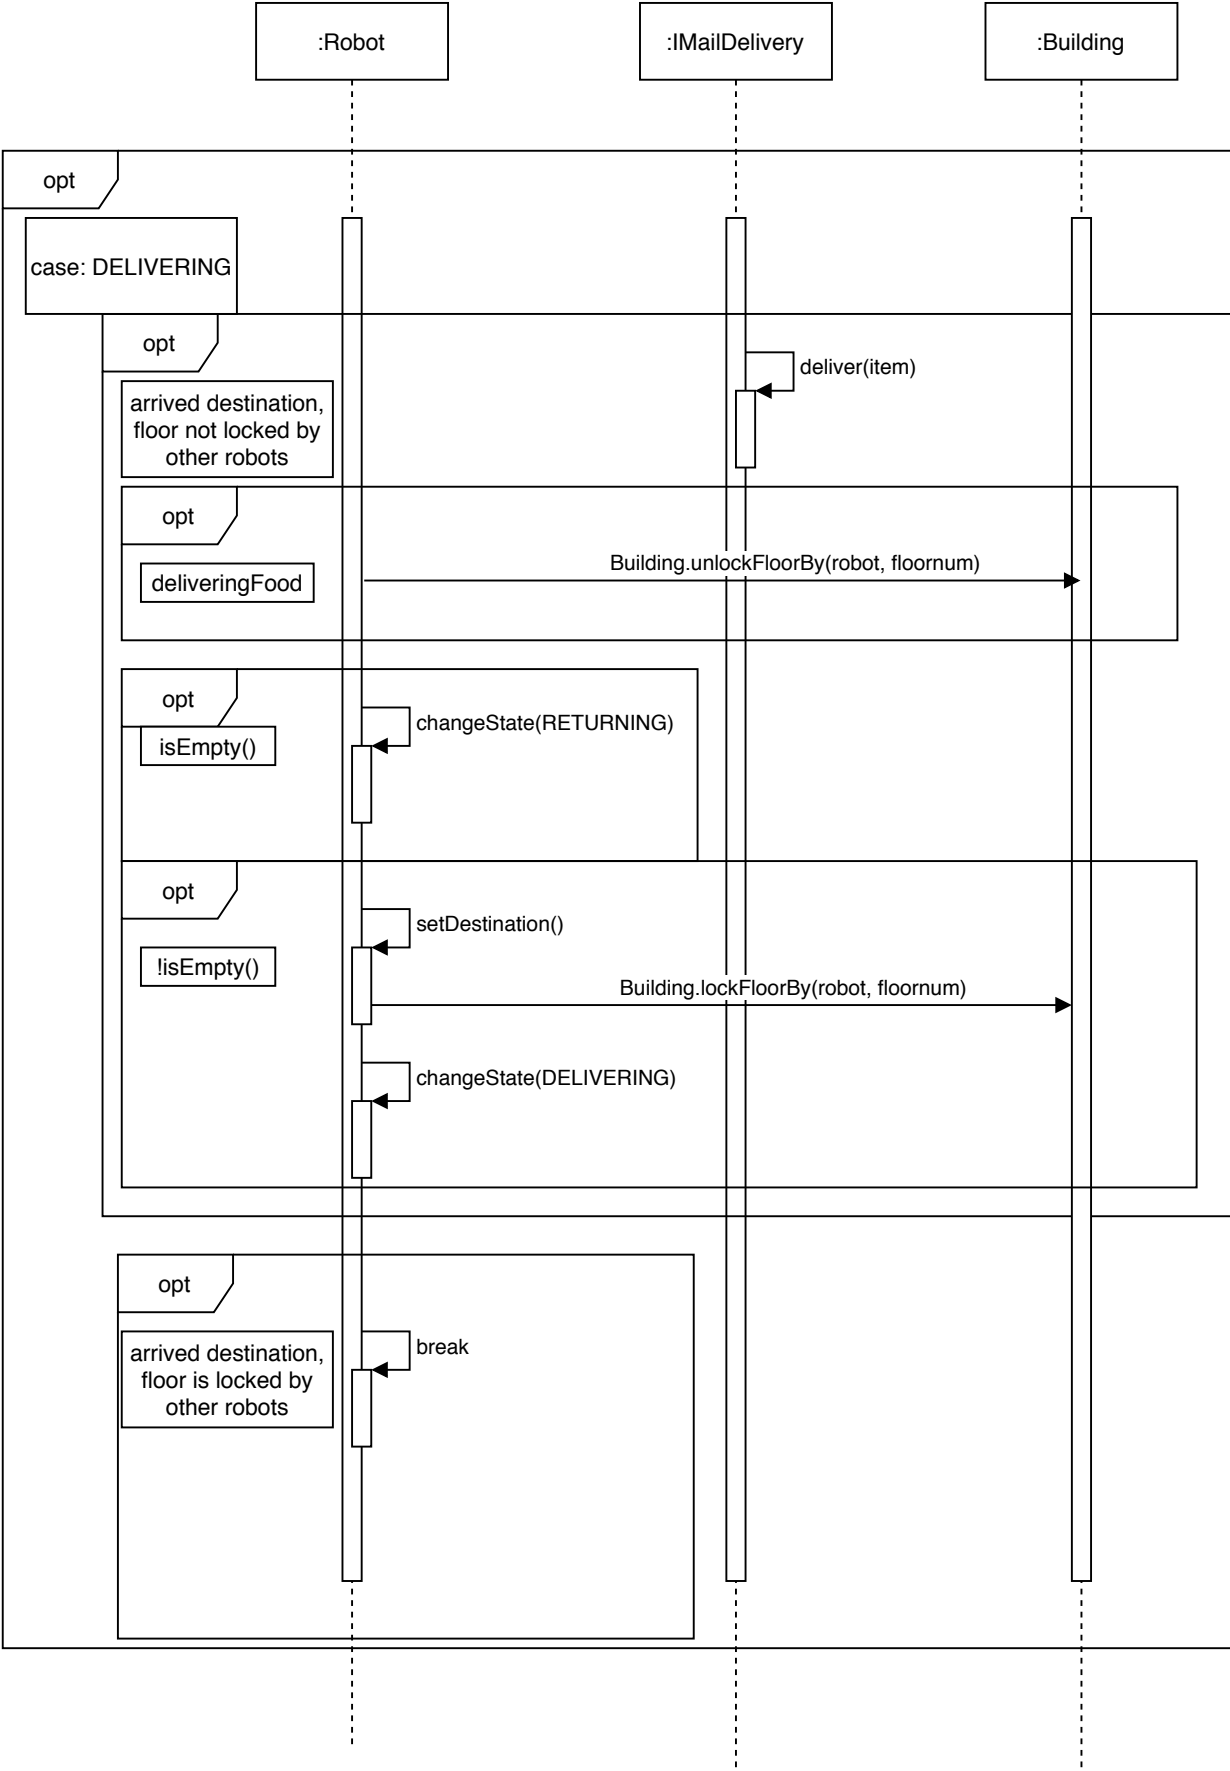 :Robot
:IMailDelivery
:Building
opt
case: DELIVERING
opt
deliver(item)
arrived destination,
floor not locked by
other robots
opt
Building.unlockFloorBy(robot, floornum)
deliveringFood
opt
changeState(RETURNING)
isEmpty()
opt
setDestination()
!isEmpty()
Building.lockFloorBy(robot, floornum)
changeState(DELIVERING)
opt
break
arrived destination,
floor is locked by
other robots